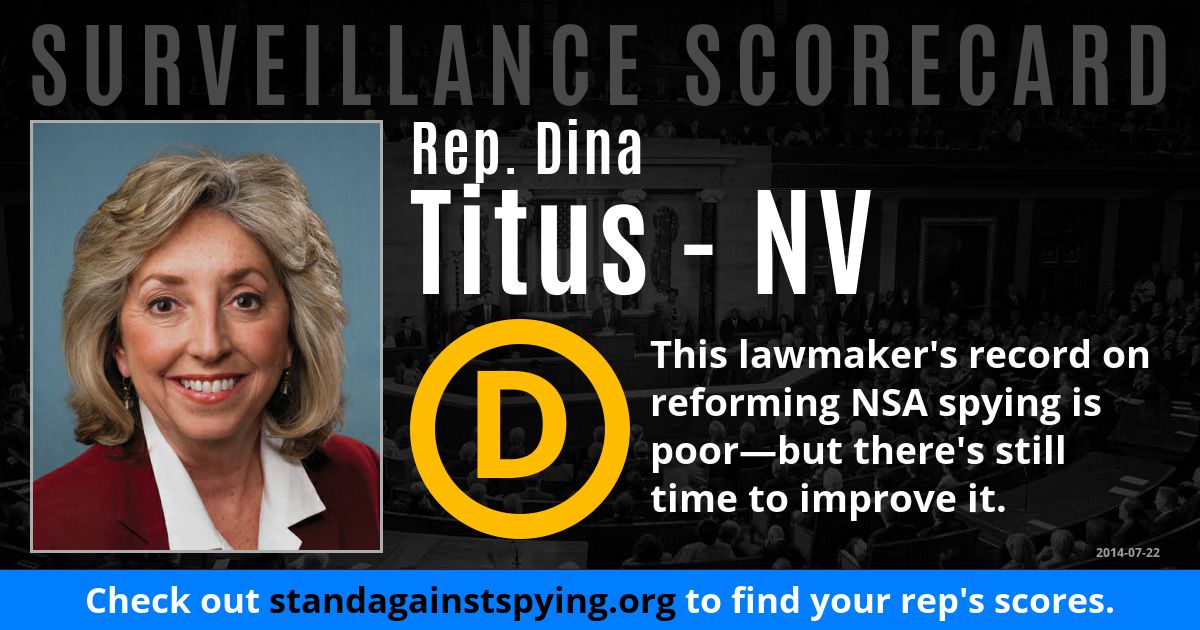 SURVEILLANCE SCORECARD
Rep. Dina
Titus - NV
D
This lawmaker's record on
reforming NSA spying is
poor—but there's still
time to improve it.
2014-07-22
Check out standagainstspying.org to find your rep's scores.